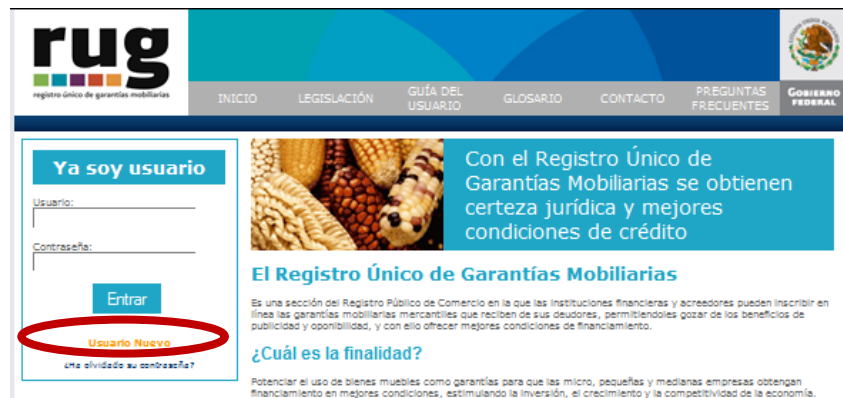 rug
registro único de garantías mobiliarias
INICIO
LEGISLACIÓN
GUÍA DEL
USUARIO
GLOSARIO
CONTACTO
PREGUNTAS
FRECUENTES
GOBIERNO
FEDERAL
Ya soy usuario
Usuario:
Contraseña:
Entrar
Usuario Nuevo
¿Ha olvidado su contraseña?
Con el Registro Único de
Garantías Mobiliarias se obtienen
certeza jurídica y mejores
condiciones de crédito
El Registro Único de Garantías Mobiliarias
Es una sección del Registro Público de Comercio en la que las instituciones financieras y acreedores pueden inscribir en
línea las garantías mobiliarias mercantiles que reciben de sus deudores, permitiendoles gozar de los beneficios de
publicidad y oponibilidad, y con ello ofrecer mejores condiciones de financiamiento.
¿Cuál es la finalidad?
Potenciar el uso de bienes muebles como garantías para que las micro, pequeñas y medianas empresas obtengan
financiamiento en mejores condiciones, estimulando la inversión, el crecimiento y la competitividad de la economía.